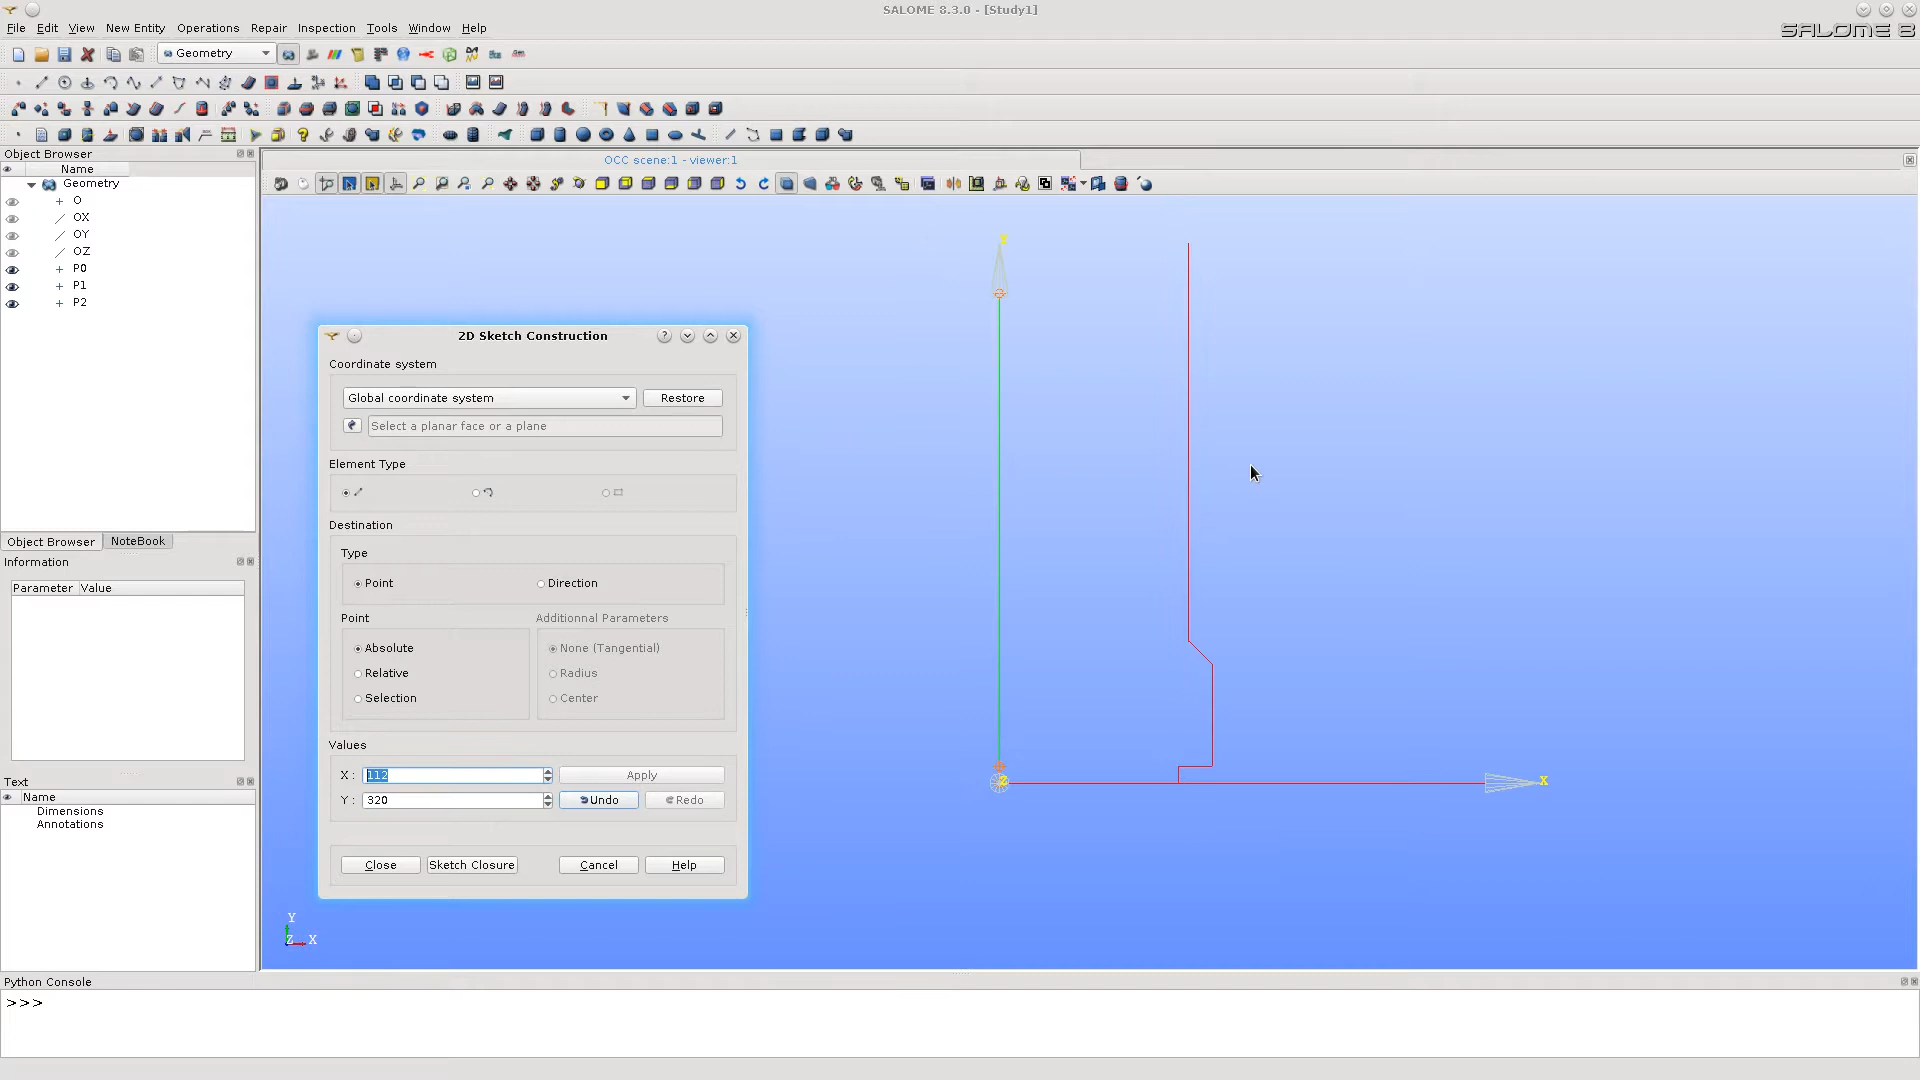 SALOME 8.3.0 - [Study1]
File Edit View New Entity Operations Repair Inspection Tools Window Help
SALOME 8
Geometry
Object Browser
OCC scene:1 - viewer:1
Name
Geometry
O
OX
OY
OZ
P0
P1
P2
Y
X
Z
2D Sketch Construction
Coordinate system
Global coordinate system
Restore
Select a planar face or a plane
Element Type
Destination
Type
Point
Direction
Point
Additionnal Parameters
Absolute
None (Tangential)
Relative
Radius
Selection
Center
Values
X :
112
Apply
Y :
320
Undo
Redo
Close
Sketch Closure
Cancel
Help
Object Browser
NoteBook
Information
Parameter
Value
Text
Name
Dimensions
Annotations
Y
Z
X
Python Console
>>>